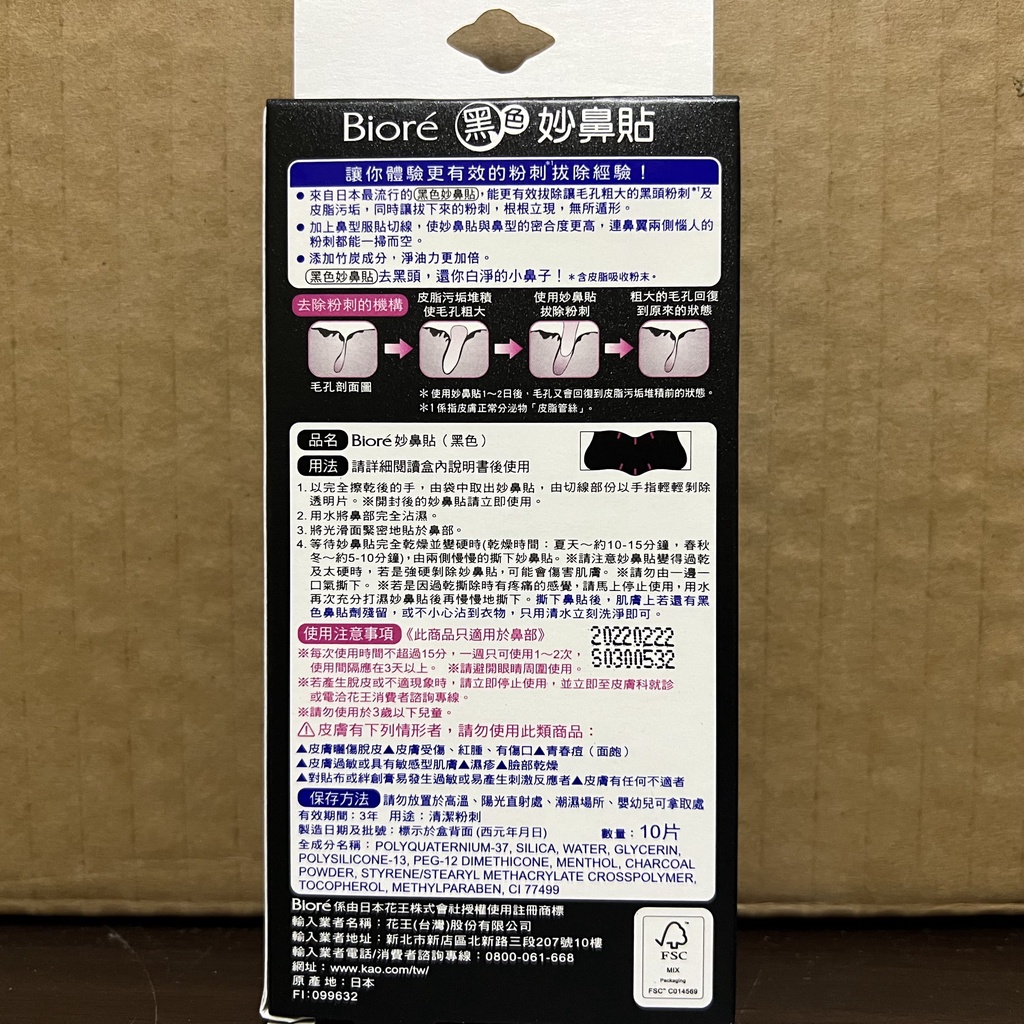 Bioré 黑色 妙鼻貼
讓你體驗更有效的粉刺*¹拔除經驗！
● 來自日本最流行的黑色妙鼻貼，能更有效拔除讓毛孔粗大的黑頭粉刺*¹及
皮脂污垢，同時讓拔下來的粉刺，根根立現，無所遁形。
● 加上鼻型服貼切線，使妙鼻貼與鼻型的密合度更高，連鼻翼兩側惱人的
粉刺都能一掃而空。
● 添加竹炭成分，淨油力更加倍。
黑色妙鼻貼去黑頭，還你白淨的小鼻子！＊含皮脂吸收粉末。
去除粉刺的機構
毛孔剖面圖
皮脂污垢堆積
使毛孔粗大
使用妙鼻貼
拔除粉刺
粗大的毛孔回復
到原來的狀態
＊使用妙鼻貼1～2日後，毛孔又會回復到皮脂污垢堆積前的狀態。
＊1 係指皮膚正常分泌物「皮脂管絲」。
品名 Bioré 妙鼻貼（黑色）
用法 請詳細閱讀盒內說明書後使用
1. 以完全擦乾後的手，由袋中取出妙鼻貼，由切線部份以手指輕輕剝除
透明片。※開封後的妙鼻貼請立即使用。
2. 用水將鼻部完全沾濕。
3. 將光滑面緊密地貼於鼻部。
4. 等待妙鼻貼完全乾燥並變硬時(乾燥時間：夏天～約10-15分鐘，春秋
冬～約5-10分鐘)，由兩側慢慢的撕下妙鼻貼。※請注意妙鼻貼變得過乾
及太硬時，若是強硬剝除妙鼻貼，可能會傷害肌膚。※請勿由一邊一
口氣撕下。※若是因過乾撕除時有疼痛的感覺，請馬上停止使用，用水
再次充分打濕妙鼻貼後再慢慢地撕下。撕下鼻貼後，肌膚上若還有黑
色鼻貼劑殘留，或不小心沾到衣物，只用清水立刻洗淨即可。
使用注意事項《此商品只適用於鼻部》
20220222
S0300532
※每次使用時間不超過15分，一週只可使用1～2次，
使用間隔應在3天以上。 ※請避開眼睛周圍使用。
※若產生脫皮或不適現象時，請立即停止使用，並立即至皮膚科就診
或電洽花王消費者諮詢專線。
※請勿使用於3歲以下兒童。
⚠皮膚有下列情形者，請勿使用此類商品：
▲皮膚曬傷脫皮▲皮膚受傷、紅腫、有傷口▲青春痘（面皰）
▲皮膚過敏或具有敏感型肌膚▲濕疹▲臉部乾燥
▲對貼布或絆創膏易發生過敏或易產生刺激反應者▲皮膚有任何不適者
保存方法 請勿放置於高溫、陽光直射處、潮濕場所、嬰幼兒可拿取處
有效期間：3年 用途：清潔粉刺
製造日期及批號：標示於盒背面 (西元年月日) 數量：10片
全成分名稱：POLYQUATERNIUM-37, SILICA, WATER, GLYCERIN,
POLYSILICONE-13, PEG-12 DIMETHICONE, MENTHOL, CHARCOAL
POWDER, STYRENE/STEARYL METHACRYLATE CROSSPOLYMER,
TOCOPHEROL, METHYLPARABEN, CI 77499
Bioré 係由日本花王株式會社授權使用註冊商標
輸入業者名稱：花王(台灣)股份有限公司
輸入業者地址：新北市新店區北新路三段207號10樓
輸入業者電話/消費者諮詢專線：0800-061-668
網址：www.kao.com/tw/
原產地：日本
FI：099632
FSC
MIX
Packaging
FSC™ C014569